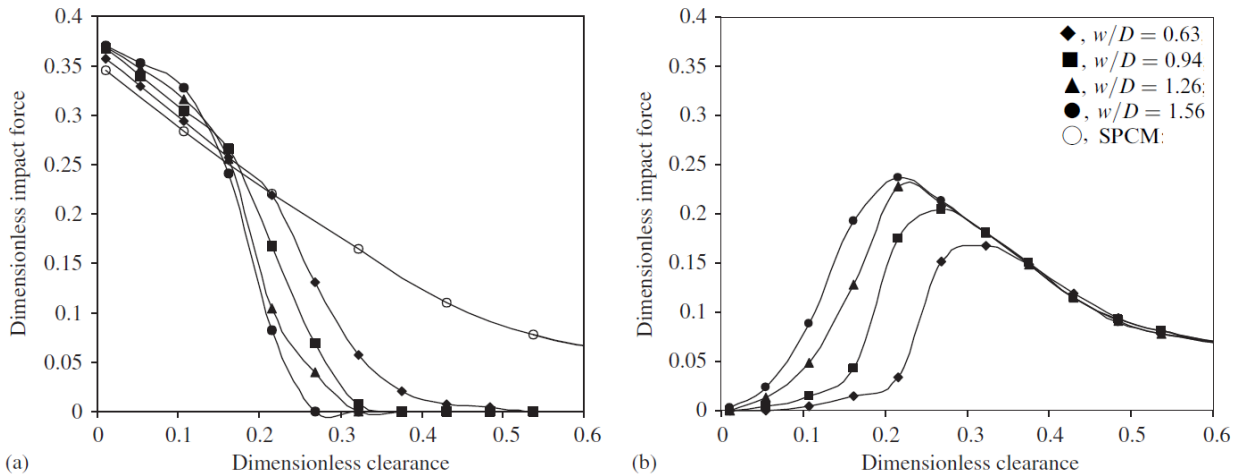 0.4
0.35
0.3
0.25
0.2
0.15
0.1
0.05
0
Dimensionless impact force
0 0.1 0.2 0.3 0.4 0.5 0.6
(a) Dimensionless clearance
0.4
0.35
0.3
0.25
0.2
0.15
0.1
0.05
0
Dimensionless impact force
, w/D = 0.63
, w/D = 0.94
, w/D = 1.26:
, w/D = 1.56
, SPCM:
0 0.1 0.2 0.3 0.4 0.5 0.6
(b) Dimensionless clearance